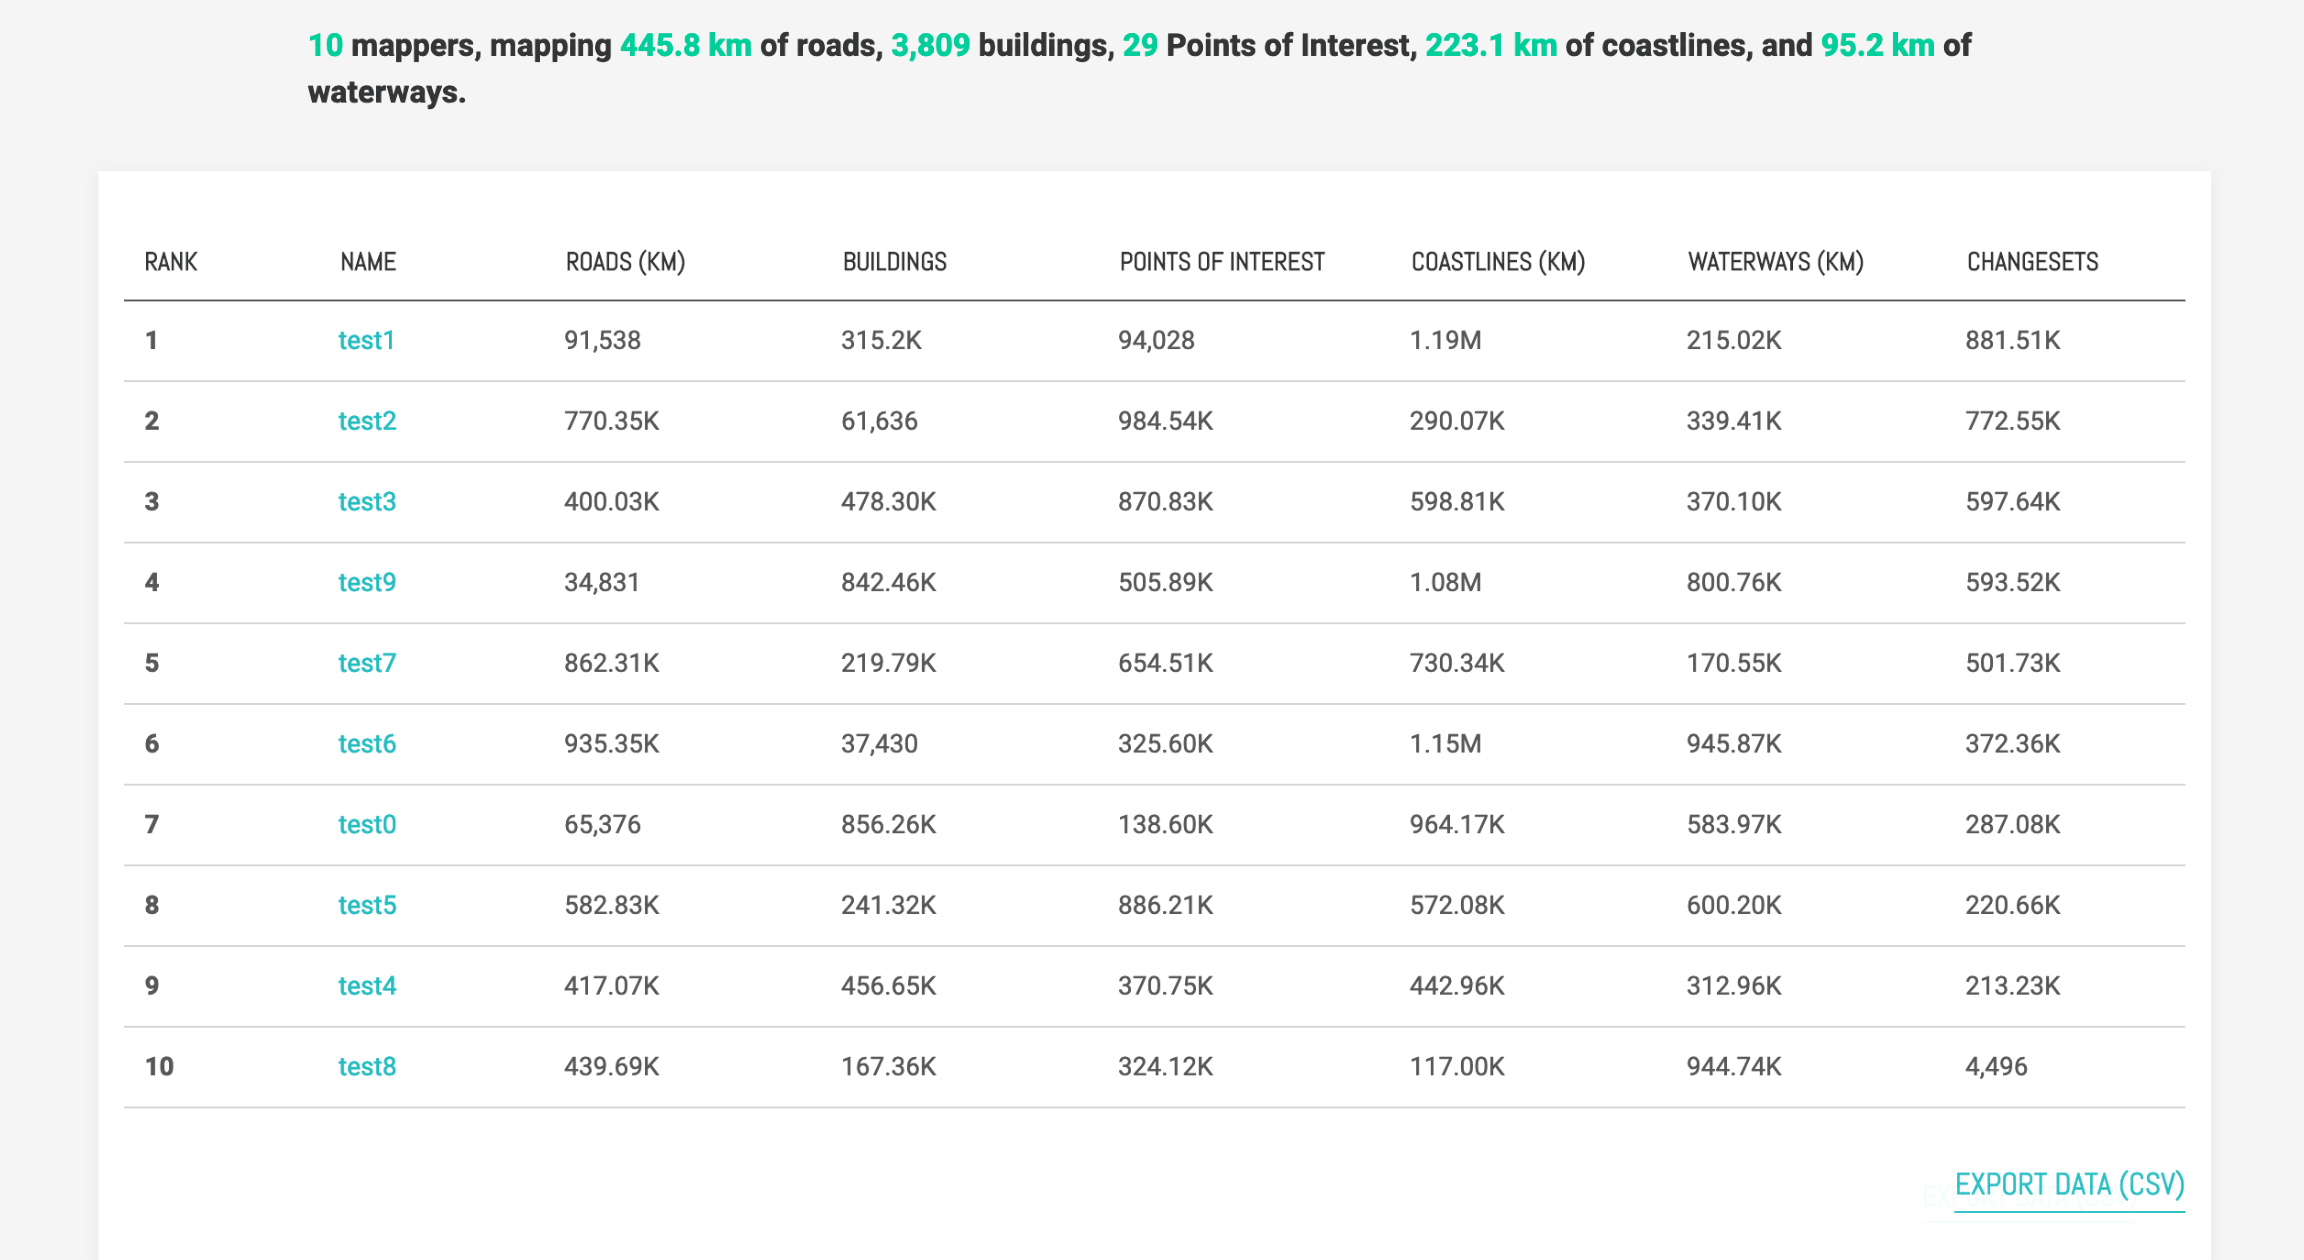 10 mappers, mapping 445.8 km of roads, 3,809 buildings, 29 Points of Interest, 223.1 km of coastlines, and 95.2 km of
waterways.
RANK NAME ROADS (KM) BUILDINGS POINTS OF INTEREST COASTLINES (KM) WATERWAYS (KM) CHANGESETS
1 test1 91,538 315.2K 94,028 1.19M 215.02K 881.51K
2 test2 770.35K 61,636 984.54K 290.07K 339.41K 772.55K
3 test3 400.03K 478.30K 870.83K 598.81K 370.10K 597.64K
4 test9 34,831 842.46K 505.89K 1.08M 800.76K 593.52K
5 test7 862.31K 219.79K 654.51K 730.34K 170.55K 501.73K
6 test6 935.35K 37,430 325.60K 1.15M 945.87K 372.36K
7 test0 65,376 856.26K 138.60K 964.17K 583.97K 287.08K
8 test5 582.83K 241.32K 886.21K 572.08K 600.20K 220.66K
9 test4 417.07K 456.65K 370.75K 442.96K 312.96K 213.23K
10 test8 439.69K 167.36K 324.12K 117.00K 944.74K 4,496
EXPORT DATA (CSV)